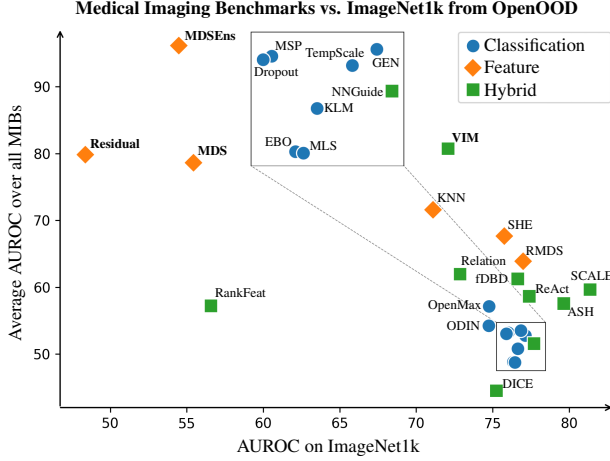 Medical Imaging Benchmarks vs. ImageNet1k from OpenOOD
MDSEns
MSP
TempScale
GEN
Dropout
NNGuide
KLM
EBO
MLS
Classification
Feature
Hybrid
Residual
MDS
VIM
KNN
SHE
RMDS
Relation
fDBD
SCALE
ReAct
ASH
RankFeat
OpenMax
ODIN
DICE
90
80
70
60
50
Average AUROC over all MIBs
50
55
60
65
70
75
80
AUROC on ImageNet1k